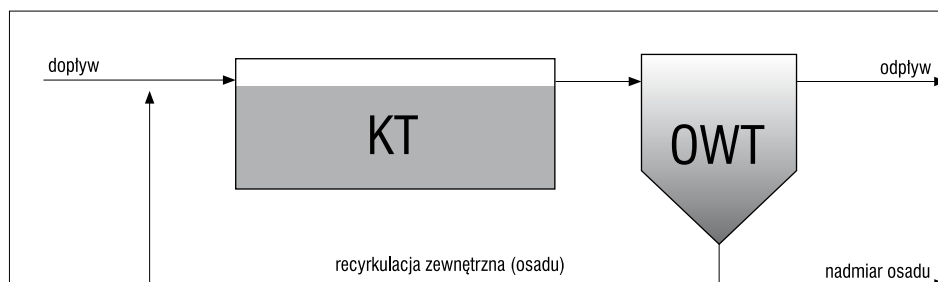 dopływ
odpływ
KT
OWT
recyrkulacja zewnętrzna (osadu)
nadmiar osadu